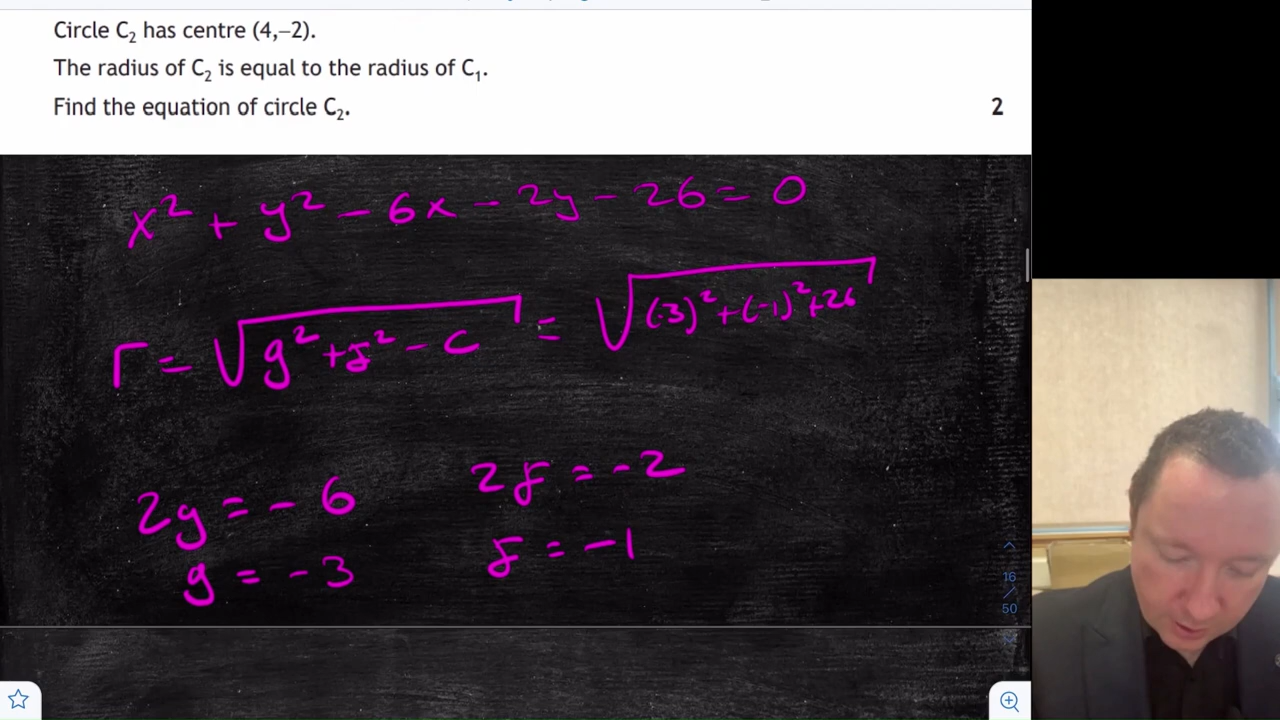 Circle C₂ has centre (4,−2).
The radius of C₂ is equal to the radius of C₁.
Find the equation of circle C₂.
2
x² + y² − 6x − 2y − 26 = 0
r = √(g² + f² − c) = √((-3)² + (-1)² + 26)
2g = − 6
2f = −2
g = −3
f = −1
16
50